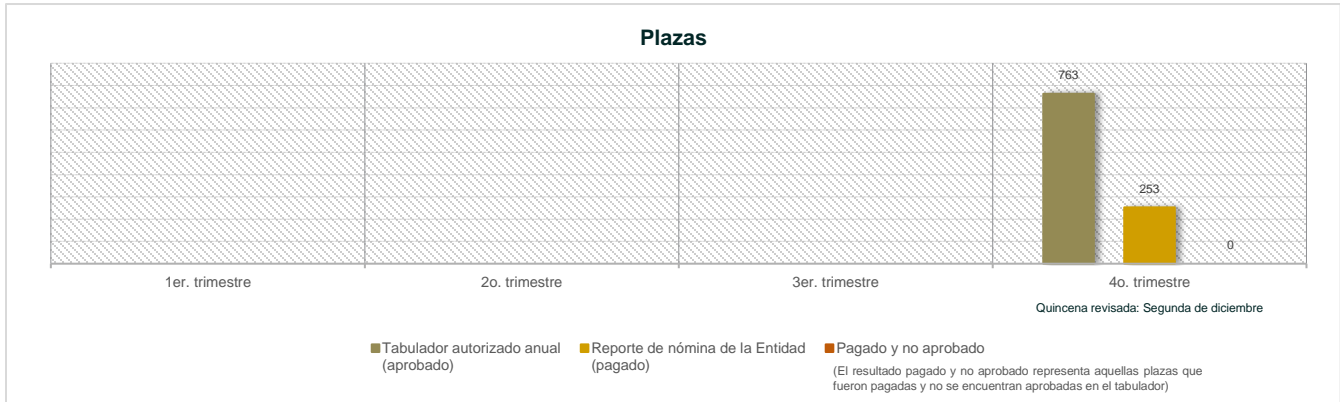 Plazas
763
253
0
1er. trimestre
2o. trimestre
3er. trimestre
4o. trimestre
Quincena revisada: Segunda de diciembre
Tabulador autorizado anual
(aprobado)
Reporte de nómina de la Entidad
(pagado)
Pagado y no aprobado
(El resultado pagado y no aprobado representa aquellas plazas que
fueron pagadas y no se encuentran aprobadas en el tabulador)